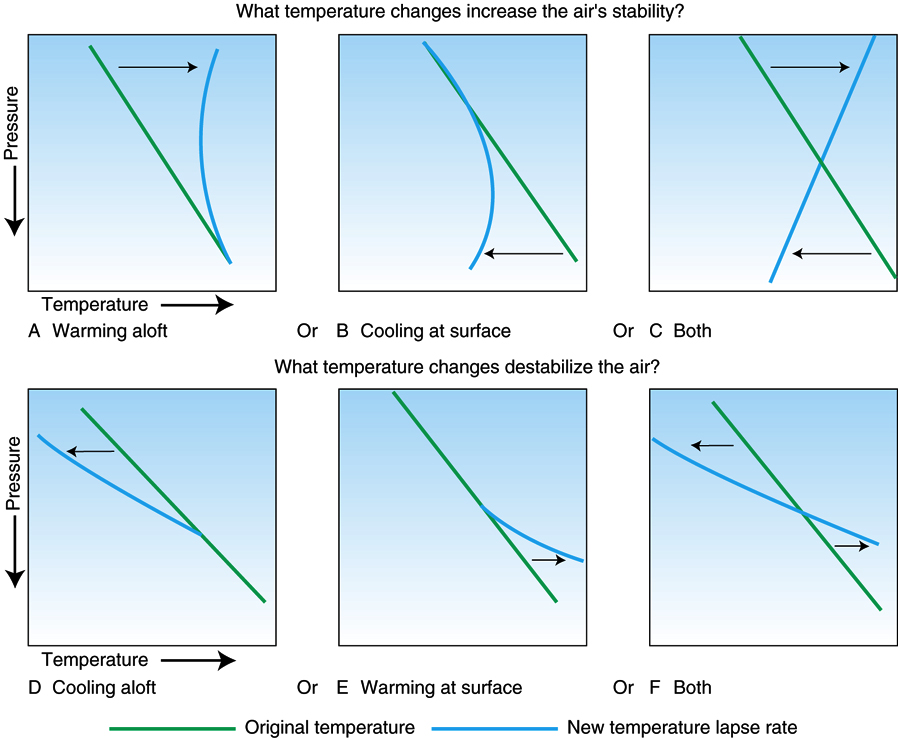 What temperature changes increase the air's stability?
Pressure
Temperature
A Warming aloft Or B Cooling at surface Or C Both
What temperature changes destabilize the air?
Pressure
Temperature
D Cooling aloft Or E Warming at surface Or F Both
Original temperature New temperature lapse rate